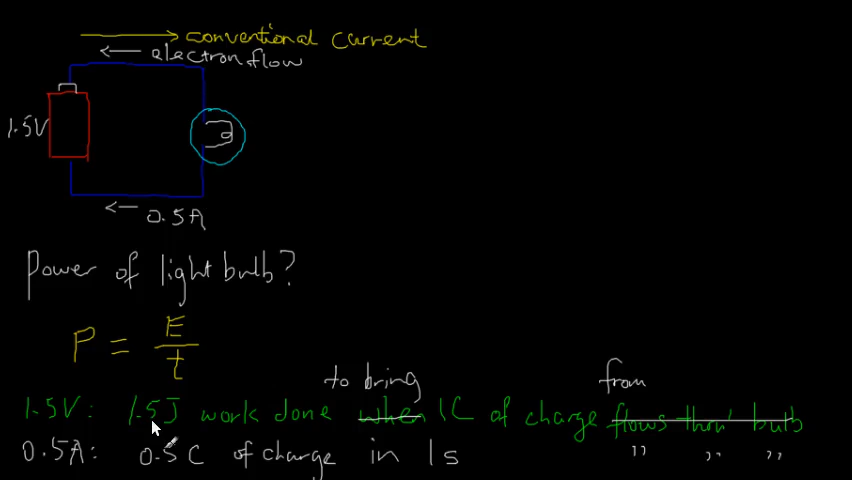 conventional current
← electron flow
1.5V
← 0.5A
Power of light bulb?
P = E/t
to bring from
1.5V: 1.5J work done when 1C of charge flows thro' bulb
0.5A: 0.5C of charge in 1s " " "